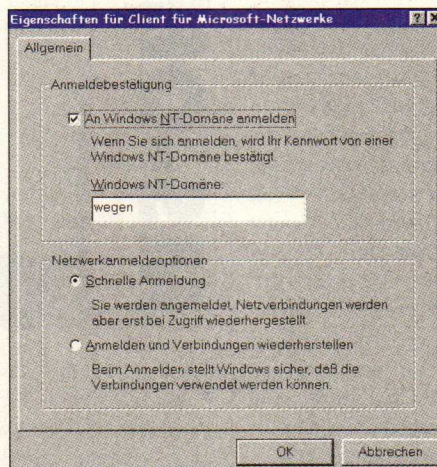 Eigenschaften für Client für Microsoft-Netzwerke
Allgemein
Anmeldebestätigung
An Windows NT-Domäne anmelden
Wenn Sie sich anmelden, wird Ihr Kennwort von einer
Windows NT-Domäne bestätigt.
Windows NT-Domäne:
wegen
Netzwerkanmeldeoptionen
Schnelle Anmeldung
Sie werden angemeldet, Netzverbindungen werden
aber erst bei Zugriff wiederhergestellt.
Anmelden und Verbindungen wiederherstellen
Beim Anmelden stellt Windows sicher, daß die
Verbindungen verwendet werden können.
OK
Abbrechen